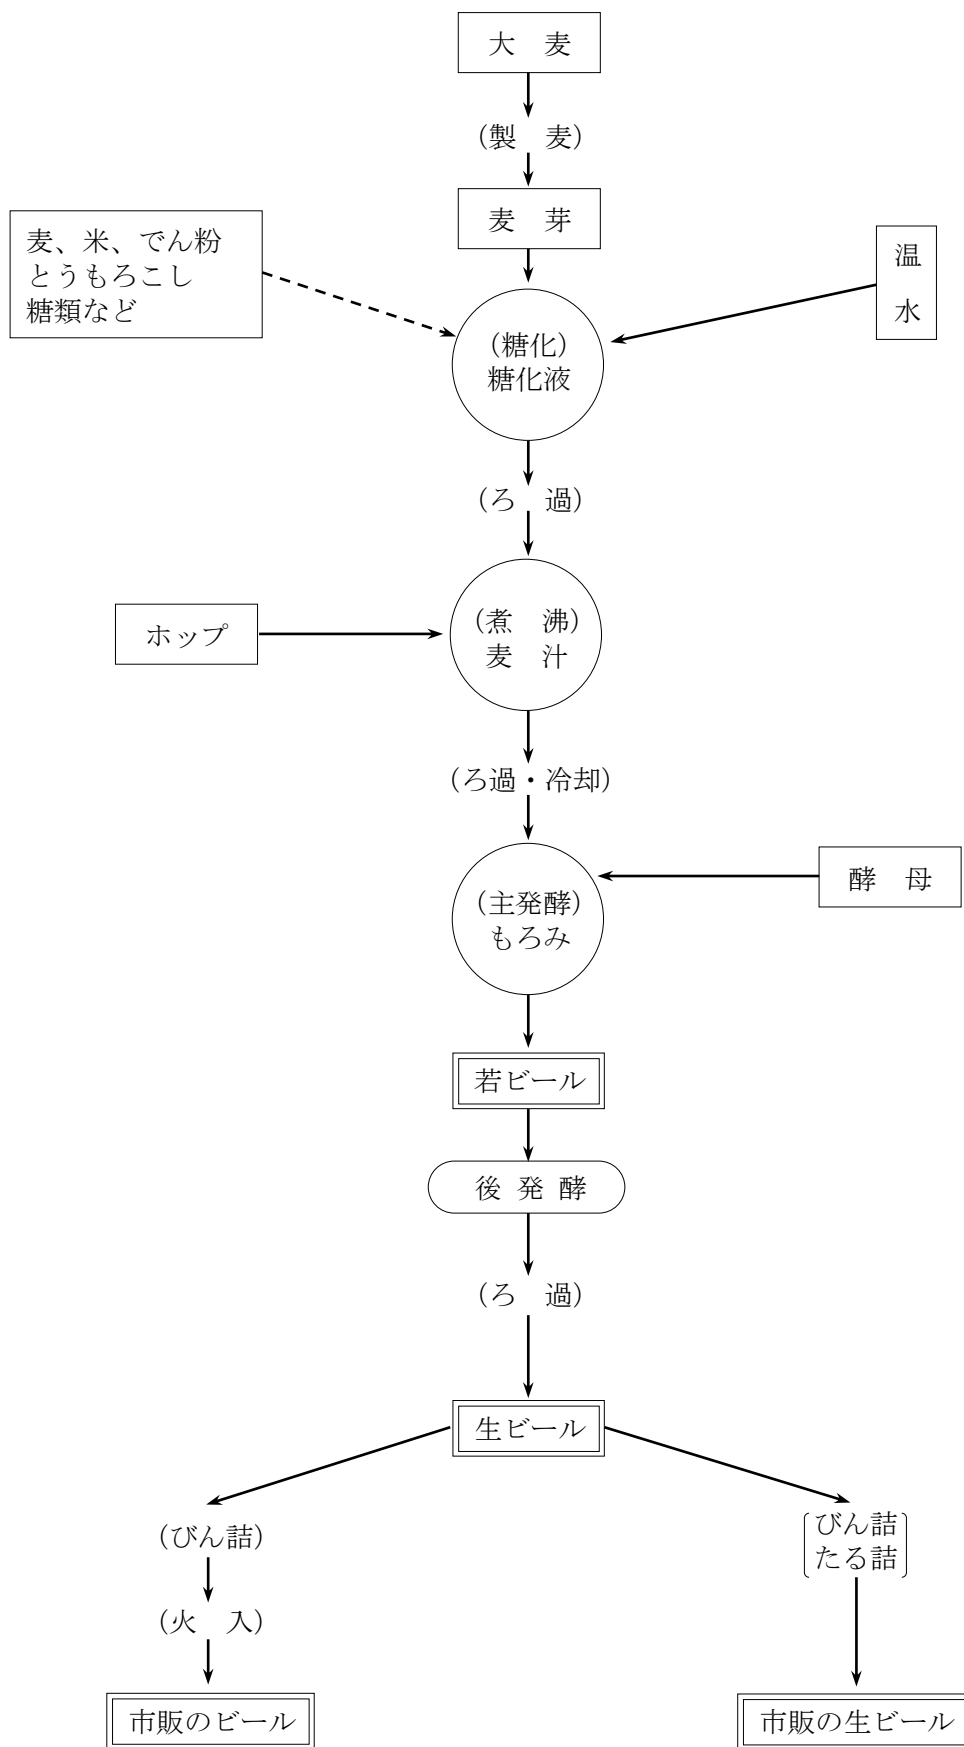 大　麦
（製　麦）
麦　芽
麦、米、でん粉
とうもろこし
糖類など
温
水
（糖化）
糖化液
（ろ　過）
ホップ
（煮　沸）
麦　汁
（ろ過・冷却）
酵　母
（主発酵）
もろみ
若ビール
後 発 酵
（ろ　過）
生ビール
（びん詰）
びん詰
たる詰
（火　入）
市販のビール
市販の生ビール